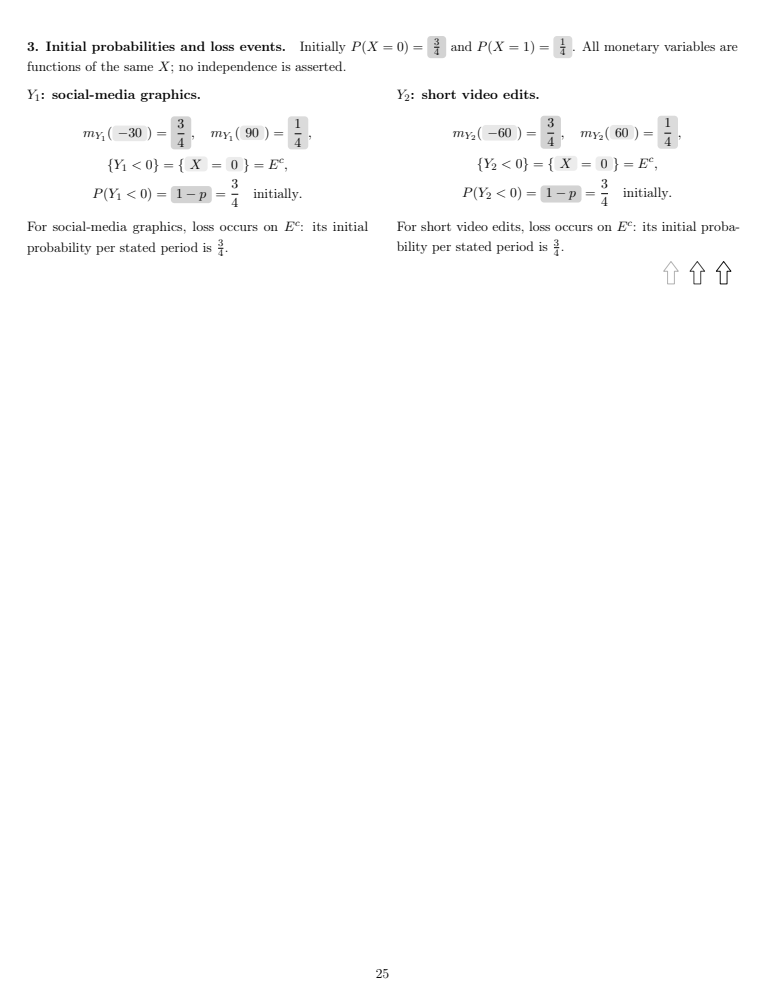 3. Initial probabilities and loss events. Initially P(X = 0) = 3/4 and P(X = 1) = 1/4. All monetary variables are
functions of the same X; no independence is asserted.
Y₁: social-media graphics.
m_{Y₁}(−30) = 3/4, m_{Y₁}(90) = 1/4,
{Y₁ < 0} = {X = 0} = Eᶜ,
P(Y₁ < 0) = 1 − p = 3/4 initially.
For social-media graphics, loss occurs on Eᶜ: its initial
probability per stated period is 3/4.
Y₂: short video edits.
m_{Y₂}(−60) = 3/4, m_{Y₂}(60) = 1/4,
{Y₂ < 0} = {X = 0} = Eᶜ,
P(Y₂ < 0) = 1 − p = 3/4 initially.
For short video edits, loss occurs on Eᶜ: its initial proba-
bility per stated period is 3/4.
25